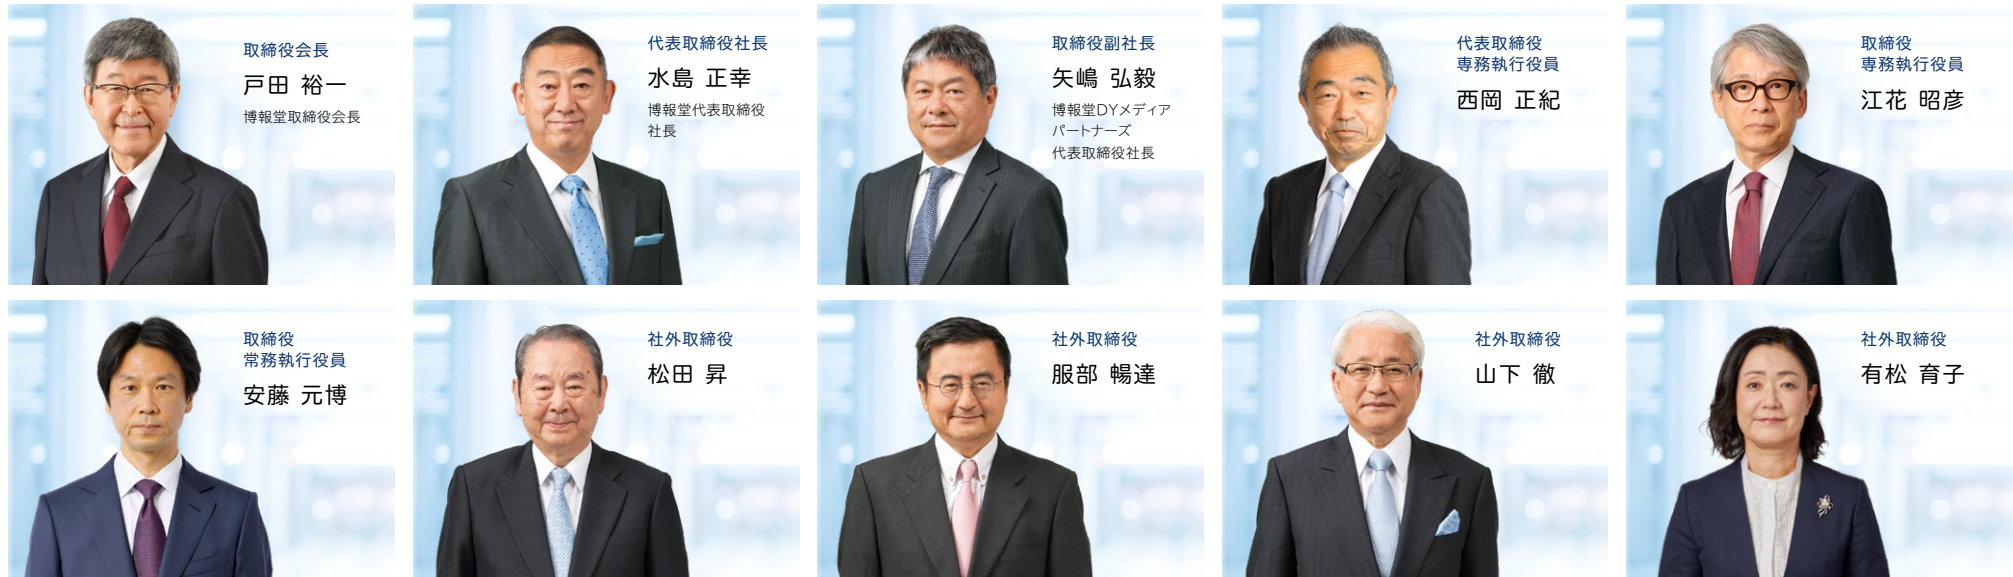 取締役会長
戸田 裕一
博報堂取締役会長
代表取締役社長
水島 正幸
博報堂代表取締役
社長
取締役副社長
矢嶋 弘毅
博報堂DYメディア
パートナーズ
代表取締役社長
代表取締役
専務執行役員
西岡 正紀
取締役
専務執行役員
江花 昭彦
取締役
常務執行役員
安藤 元博
社外取締役
松田 昇
社外取締役
服部 暢達
社外取締役
山下 徹
社外取締役
有松 育子